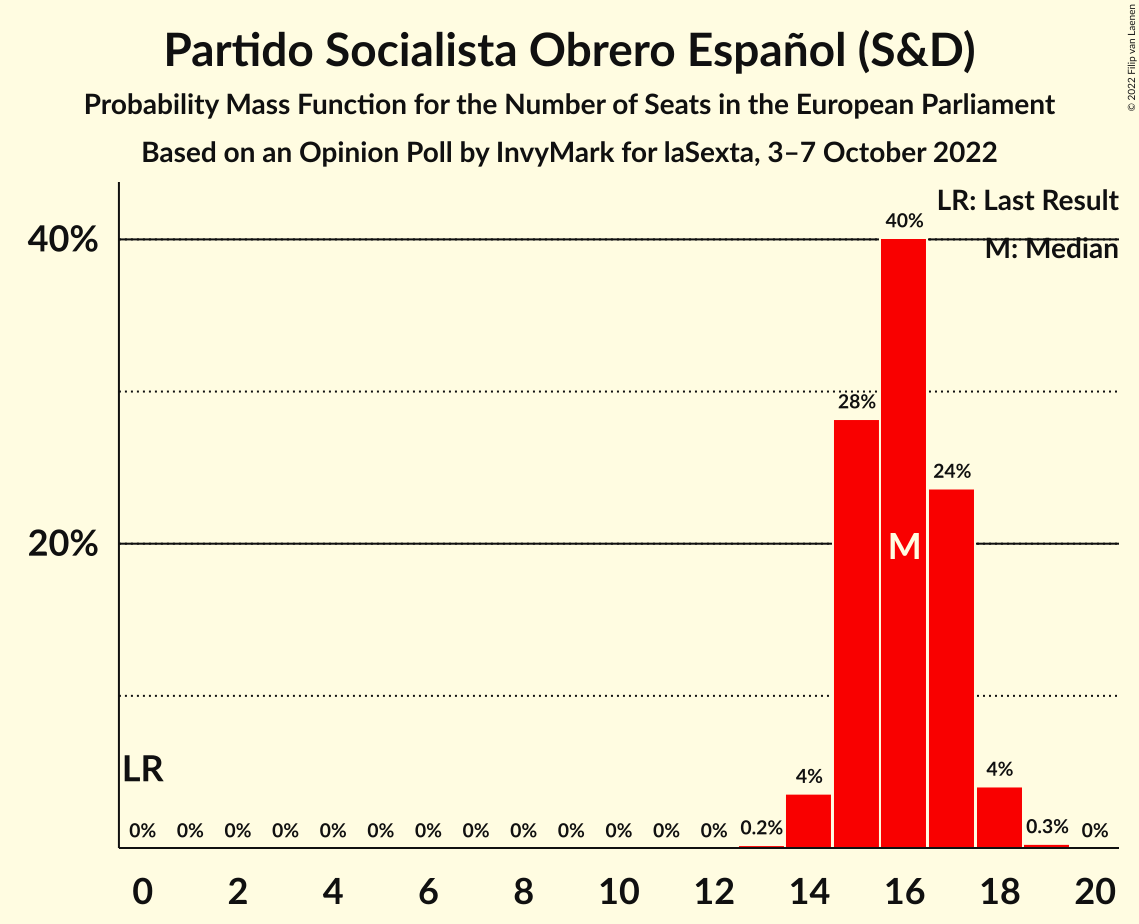 Partido Socialista Obrero Español (S&D)
Probability Mass Function for the Number of Seats in the European Parliament
Based on an Opinion Poll by InvyMark for laSexta, 3–7 October 2022
© 2022 Filip van Laenen
LR: Last Result
M: Median
40%
20%
40%
28%
24%
M
LR
4%
4%
0% 0% 0% 0% 0% 0% 0% 0% 0% 0% 0% 0% 0% 0.2% 0.3% 0%
0 2 4 6 8 10 12 14 16 18 20